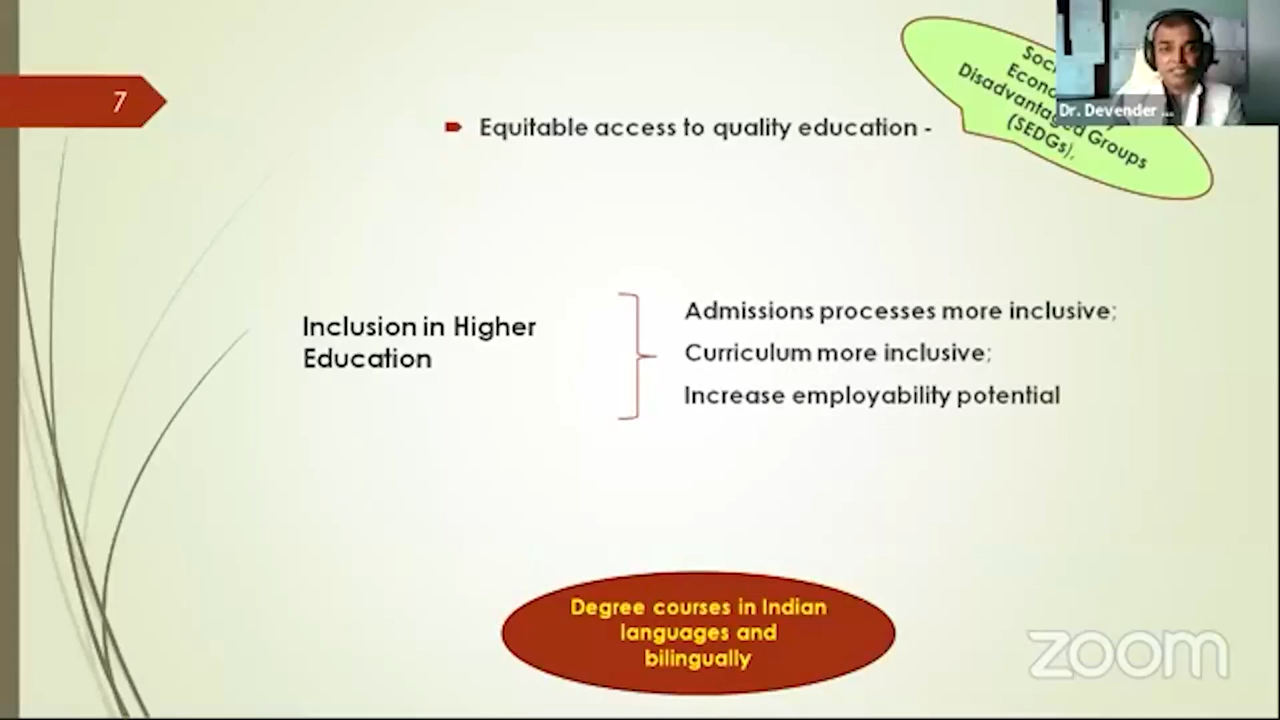 7
Equitable access to quality education -
Disadvantaged Groups
(SEDGs),
Dr. Devender ...
Inclusion in Higher
Education
Admissions processes more inclusive;
Curriculum more inclusive;
Increase employability potential
Degree courses in Indian
languages and
bilingually
zoom